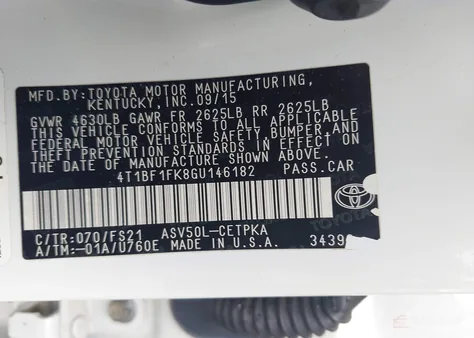 MFD.BY:TOYOTA MOTOR MANUFACTURING,
KENTUCKY,INC.09/15
GVWR 4630LB GAWR FR 2625LB RR 2625LB
THIS VEHICLE CONFORMS TO ALL APPLICABLE
FEDERAL MOTOR VEHICLE SAFETY,BUMPER,AND
THEFT PREVENTION STANDARDS IN EFFECT ON
THE DATE OF MANUFACTURE SHOWN ABOVE.
4T1BF1FK8GU146182 PASS.CAR
TOYOTA
C/TR:070/FS21 ASV50L-CETPKA
A/TM:-01A/U760E MADE IN U.S.A. 3439